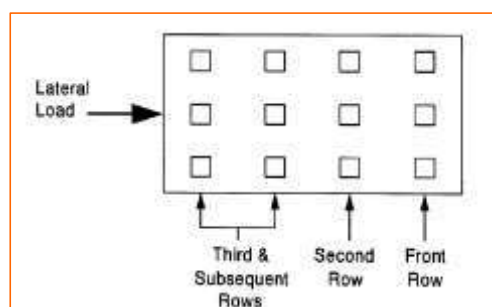 Lateral
Load
Third &
Subsequent
Rows
Second
Row
Front
Row